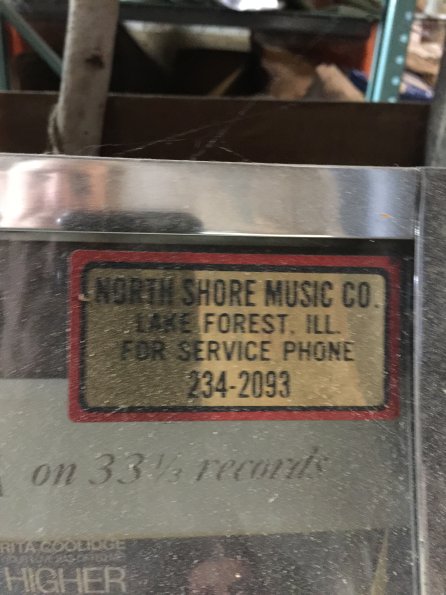 NORTH SHORE MUSIC CO.
LAKE FOREST, ILL.
FOR SERVICE PHONE
234-2093
on 33⅓ records
RITA COOLIDGE
HIGHER